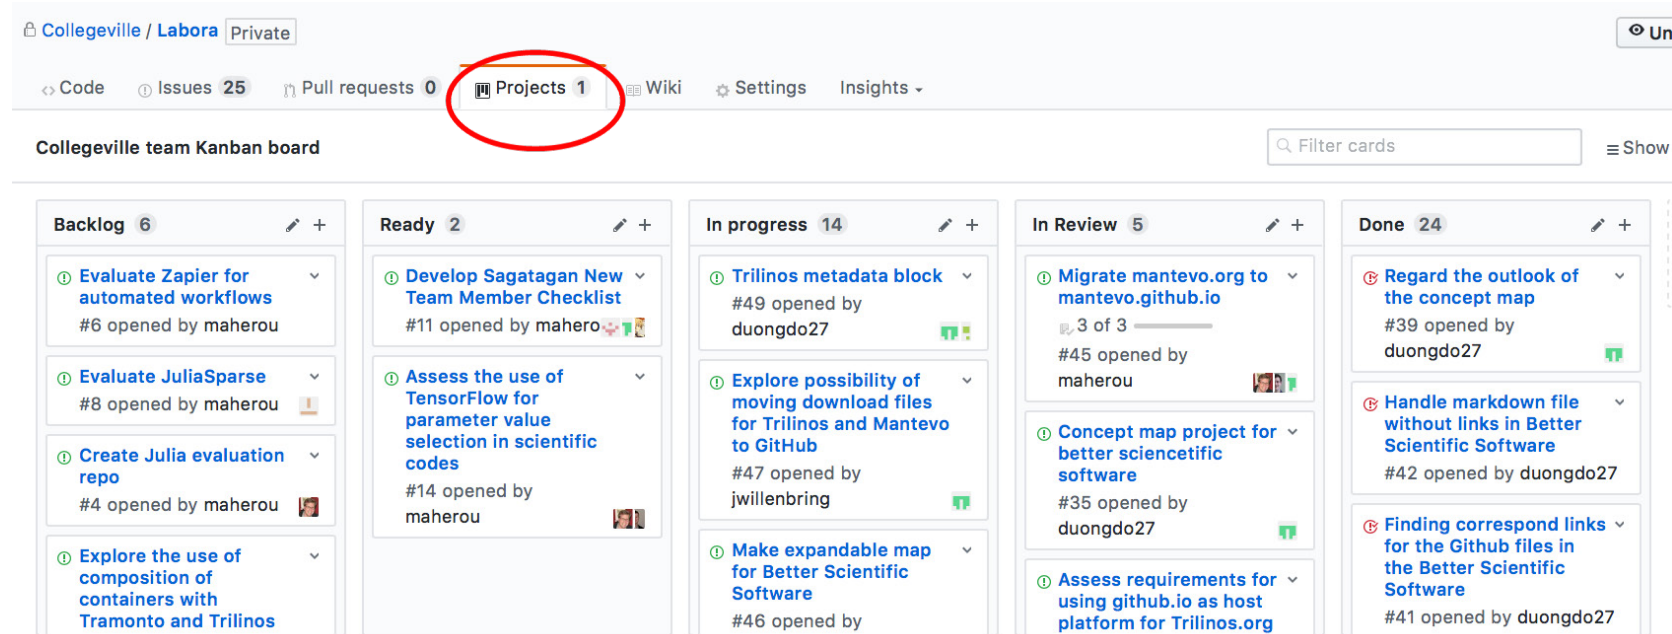 Collegeville / Labora Private
Un
Code Issues 25 Pull requests 0 Projects 1 Wiki Settings Insights
Collegeville team Kanban board
Filter cards
Show
Backlog 6
Evaluate Zapier for
automated workflows
#6 opened by maherou
Evaluate JuliaSparse
#8 opened by maherou
Create Julia evaluation
repo
#4 opened by maherou
Explore the use of
composition of
containers with
Tramonto and Trilinos
Ready 2
Develop Sagatagan New
Team Member Checklist
#11 opened by mahero
Assess the use of
TensorFlow for
parameter value
selection in scientific
codes
#14 opened by
maherou
In progress 14
Trilinos metadata block
#49 opened by
duongdo27
Explore possibility of
moving download files
for Trilinos and Mantevo
to GitHub
#47 opened by
jwillenbring
Make expandable map
for Better Scientific
Software
#46 opened by
In Review 5
Migrate mantevo.org to
mantevo.github.io
3 of 3
#45 opened by
maherou
Concept map project for
better sciencetific
software
#35 opened by
duongdo27
Assess requirements for
using github.io as host
platform for Trilinos.org
Done 24
Regard the outlook of
the concept map
#39 opened by
duongdo27
Handle markdown file
without links in Better
Scientific Software
#42 opened by duongdo27
Finding correspond links
for the Github files in
the Better Scientific
Software
#41 opened by duongdo27